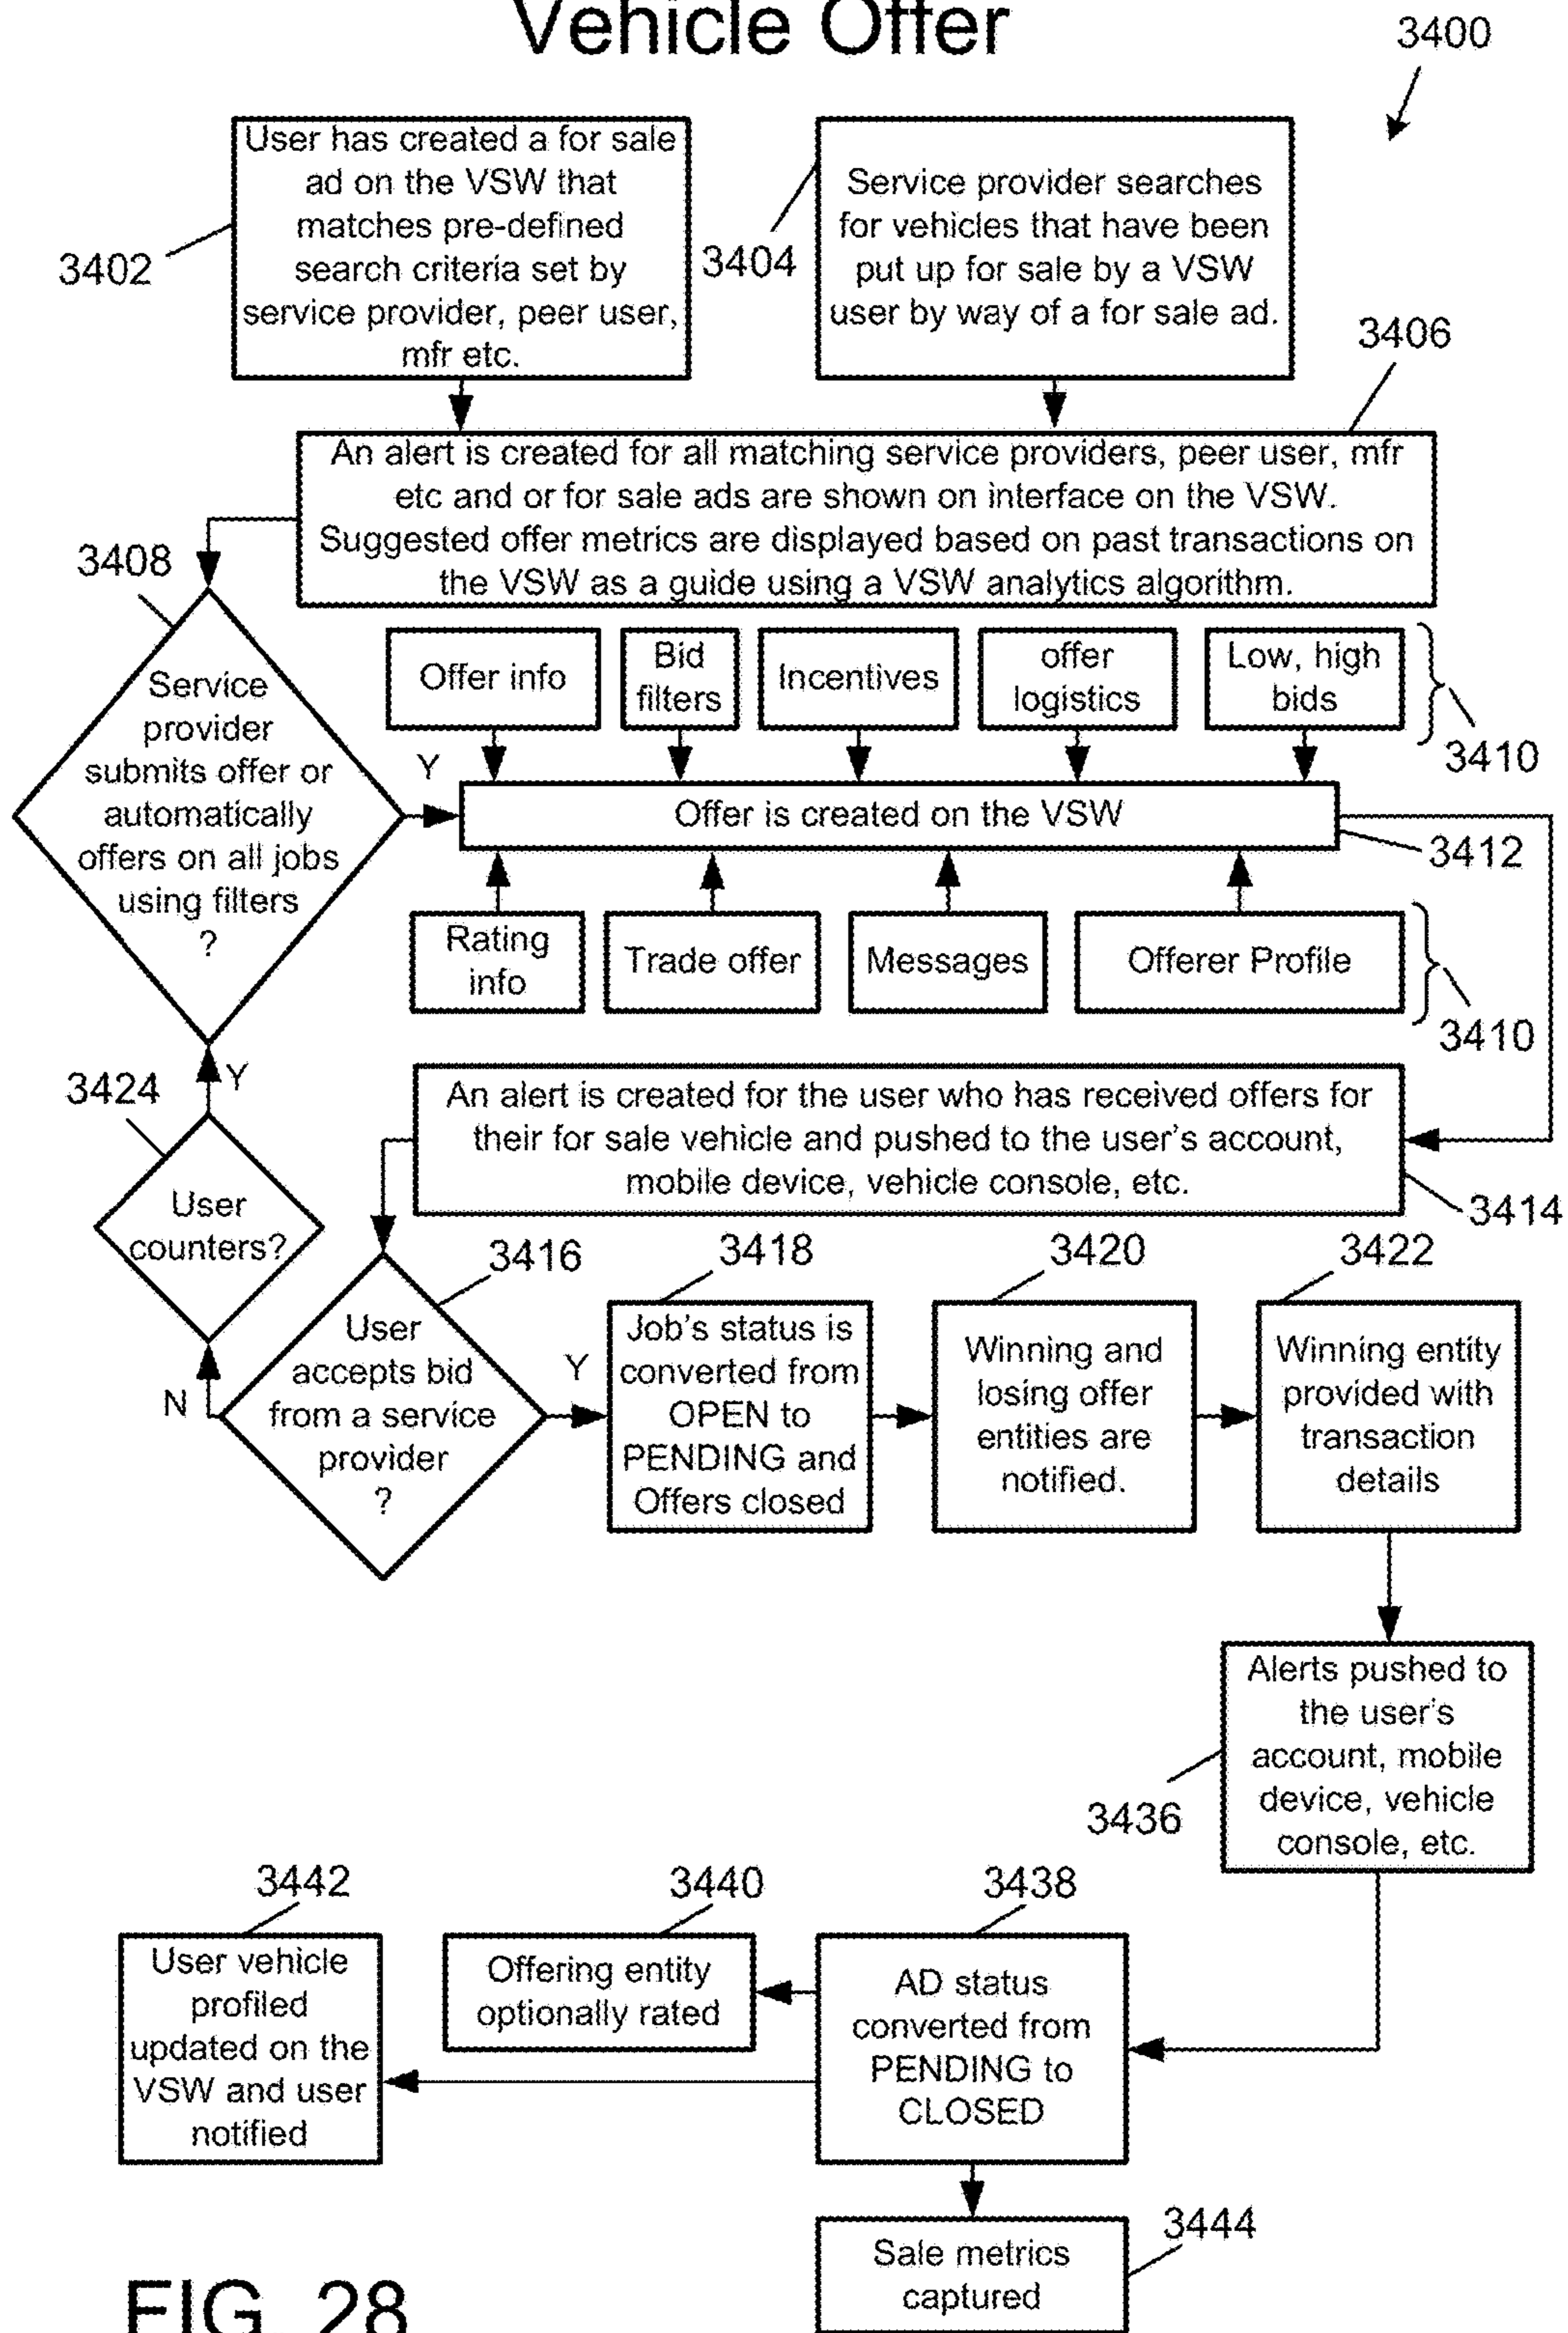 Vehicle Offer
3400
User has created a for sale
ad on the VSW that
matches pre-defined
search criteria set by
service provider, peer user,
mfr etc.
3402
Service provider searches
for vehicles that have been
put up for sale by a VSW
user by way of a for sale ad.
3404
3406
An alert is created for all matching service providers, peer user, mfr
etc and or for sale ads are shown on interface on the VSW.
Suggested offer metrics are displayed based on past transactions on
the VSW as a guide using a VSW analytics algorithm.
3408
Service
provider
submits offer or
automatically
offers on all jobs
using filters
?
Y
Offer info
Bid
filters
Incentives
offer
logistics
Low, high
bids
3410
Offer is created on the VSW
3412
Rating
info
Trade offer
Messages
Offerer Profile
3410
3424
Y
User
counters?
An alert is created for the user who has received offers for
their for sale vehicle and pushed to the user's account,
mobile device, vehicle console, etc.
3414
3416
User
accepts bid
from a service
provider
?
N
Y
3418
Job's status is
converted from
OPEN to
PENDING and
Offers closed
3420
Winning and
losing offer
entities are
notified.
3422
Winning entity
provided with
transaction
details
Alerts pushed to
the user's
account, mobile
device, vehicle
console, etc.
3436
3442
User vehicle
profiled
updated on the
VSW and user
notified
3440
Offering entity
optionally rated
3438
AD status
converted from
PENDING to
CLOSED
3444
Sale metrics
captured
FIG. 28